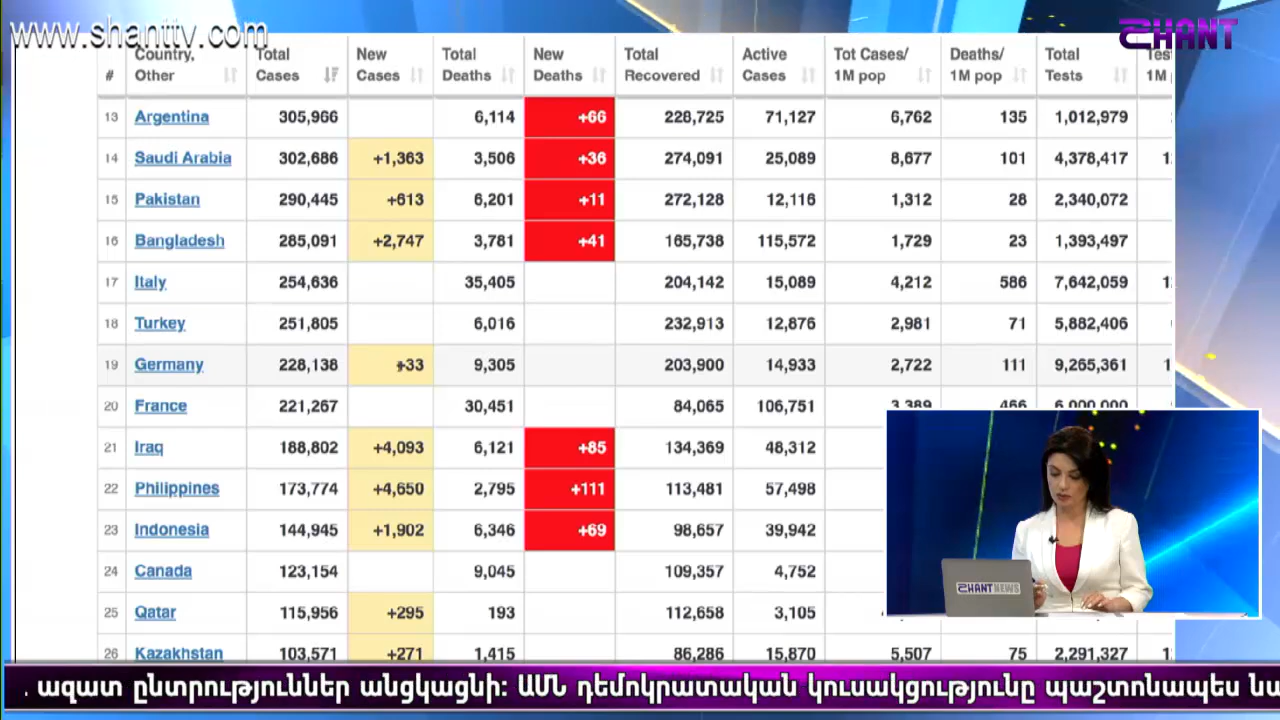 www.shanttv.com
SHANT
# Country, Other Total Cases New Cases Total Deaths New Deaths Total Recovered Active Cases Tot Cases/ 1M pop Deaths/ 1M pop Total Tests
13 Argentina 305,966 6,114 +66 228,725 71,127 6,762 135 1,012,979
14 Saudi Arabia 302,686 +1,363 3,506 +36 274,091 25,089 8,677 101 4,378,417
15 Pakistan 290,445 +613 6,201 +11 272,128 12,116 1,312 28 2,340,072
16 Bangladesh 285,091 +2,747 3,781 +41 165,738 115,572 1,729 23 1,393,497
17 Italy 254,636 35,405 204,142 15,089 4,212 586 7,642,059
18 Turkey 251,805 6,016 232,913 12,876 2,981 71 5,882,406
19 Germany 228,138 +33 9,305 203,900 14,933 2,722 111 9,265,361
20 France 221,267 30,451 84,065 106,751 3,389 466 6,000,000
21 Iraq 188,802 +4,093 6,121 +85 134,369 48,312
22 Philippines 173,774 +4,650 2,795 +111 113,481 57,498
23 Indonesia 144,945 +1,902 6,346 +69 98,657 39,942
24 Canada 123,154 9,045 109,357 4,752
25 Qatar 115,956 +295 193 112,658 3,105
26 Kazakhstan 103,571 +271 1,415 86,286 15,870 5,507 75 2,291,327
SHANT NEWS
. ազատ ընտրություններ անցկացնի: ԱՄՆ դեմոկրատական կուսակցությունը պաշտոնապես նա